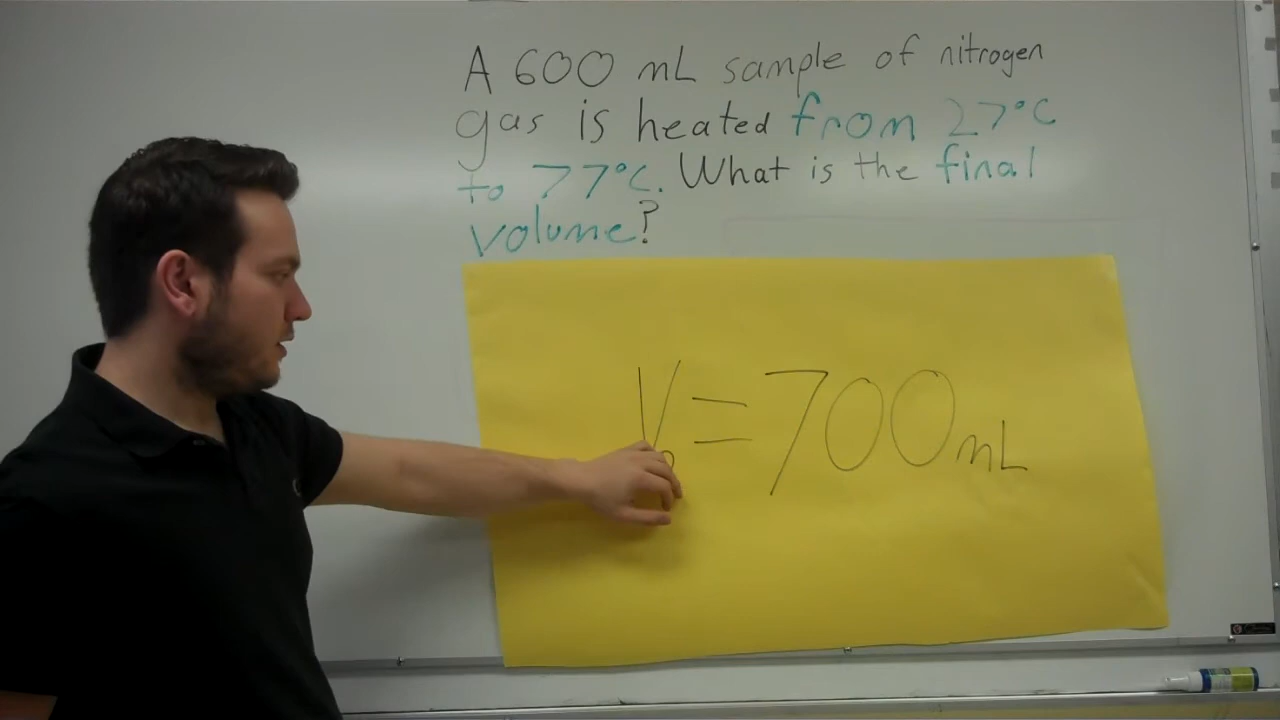 A 600 mL sample of nitrogen
gas is heated from 27°C
to 77°C. What is the final
volume?
V = 700 mL